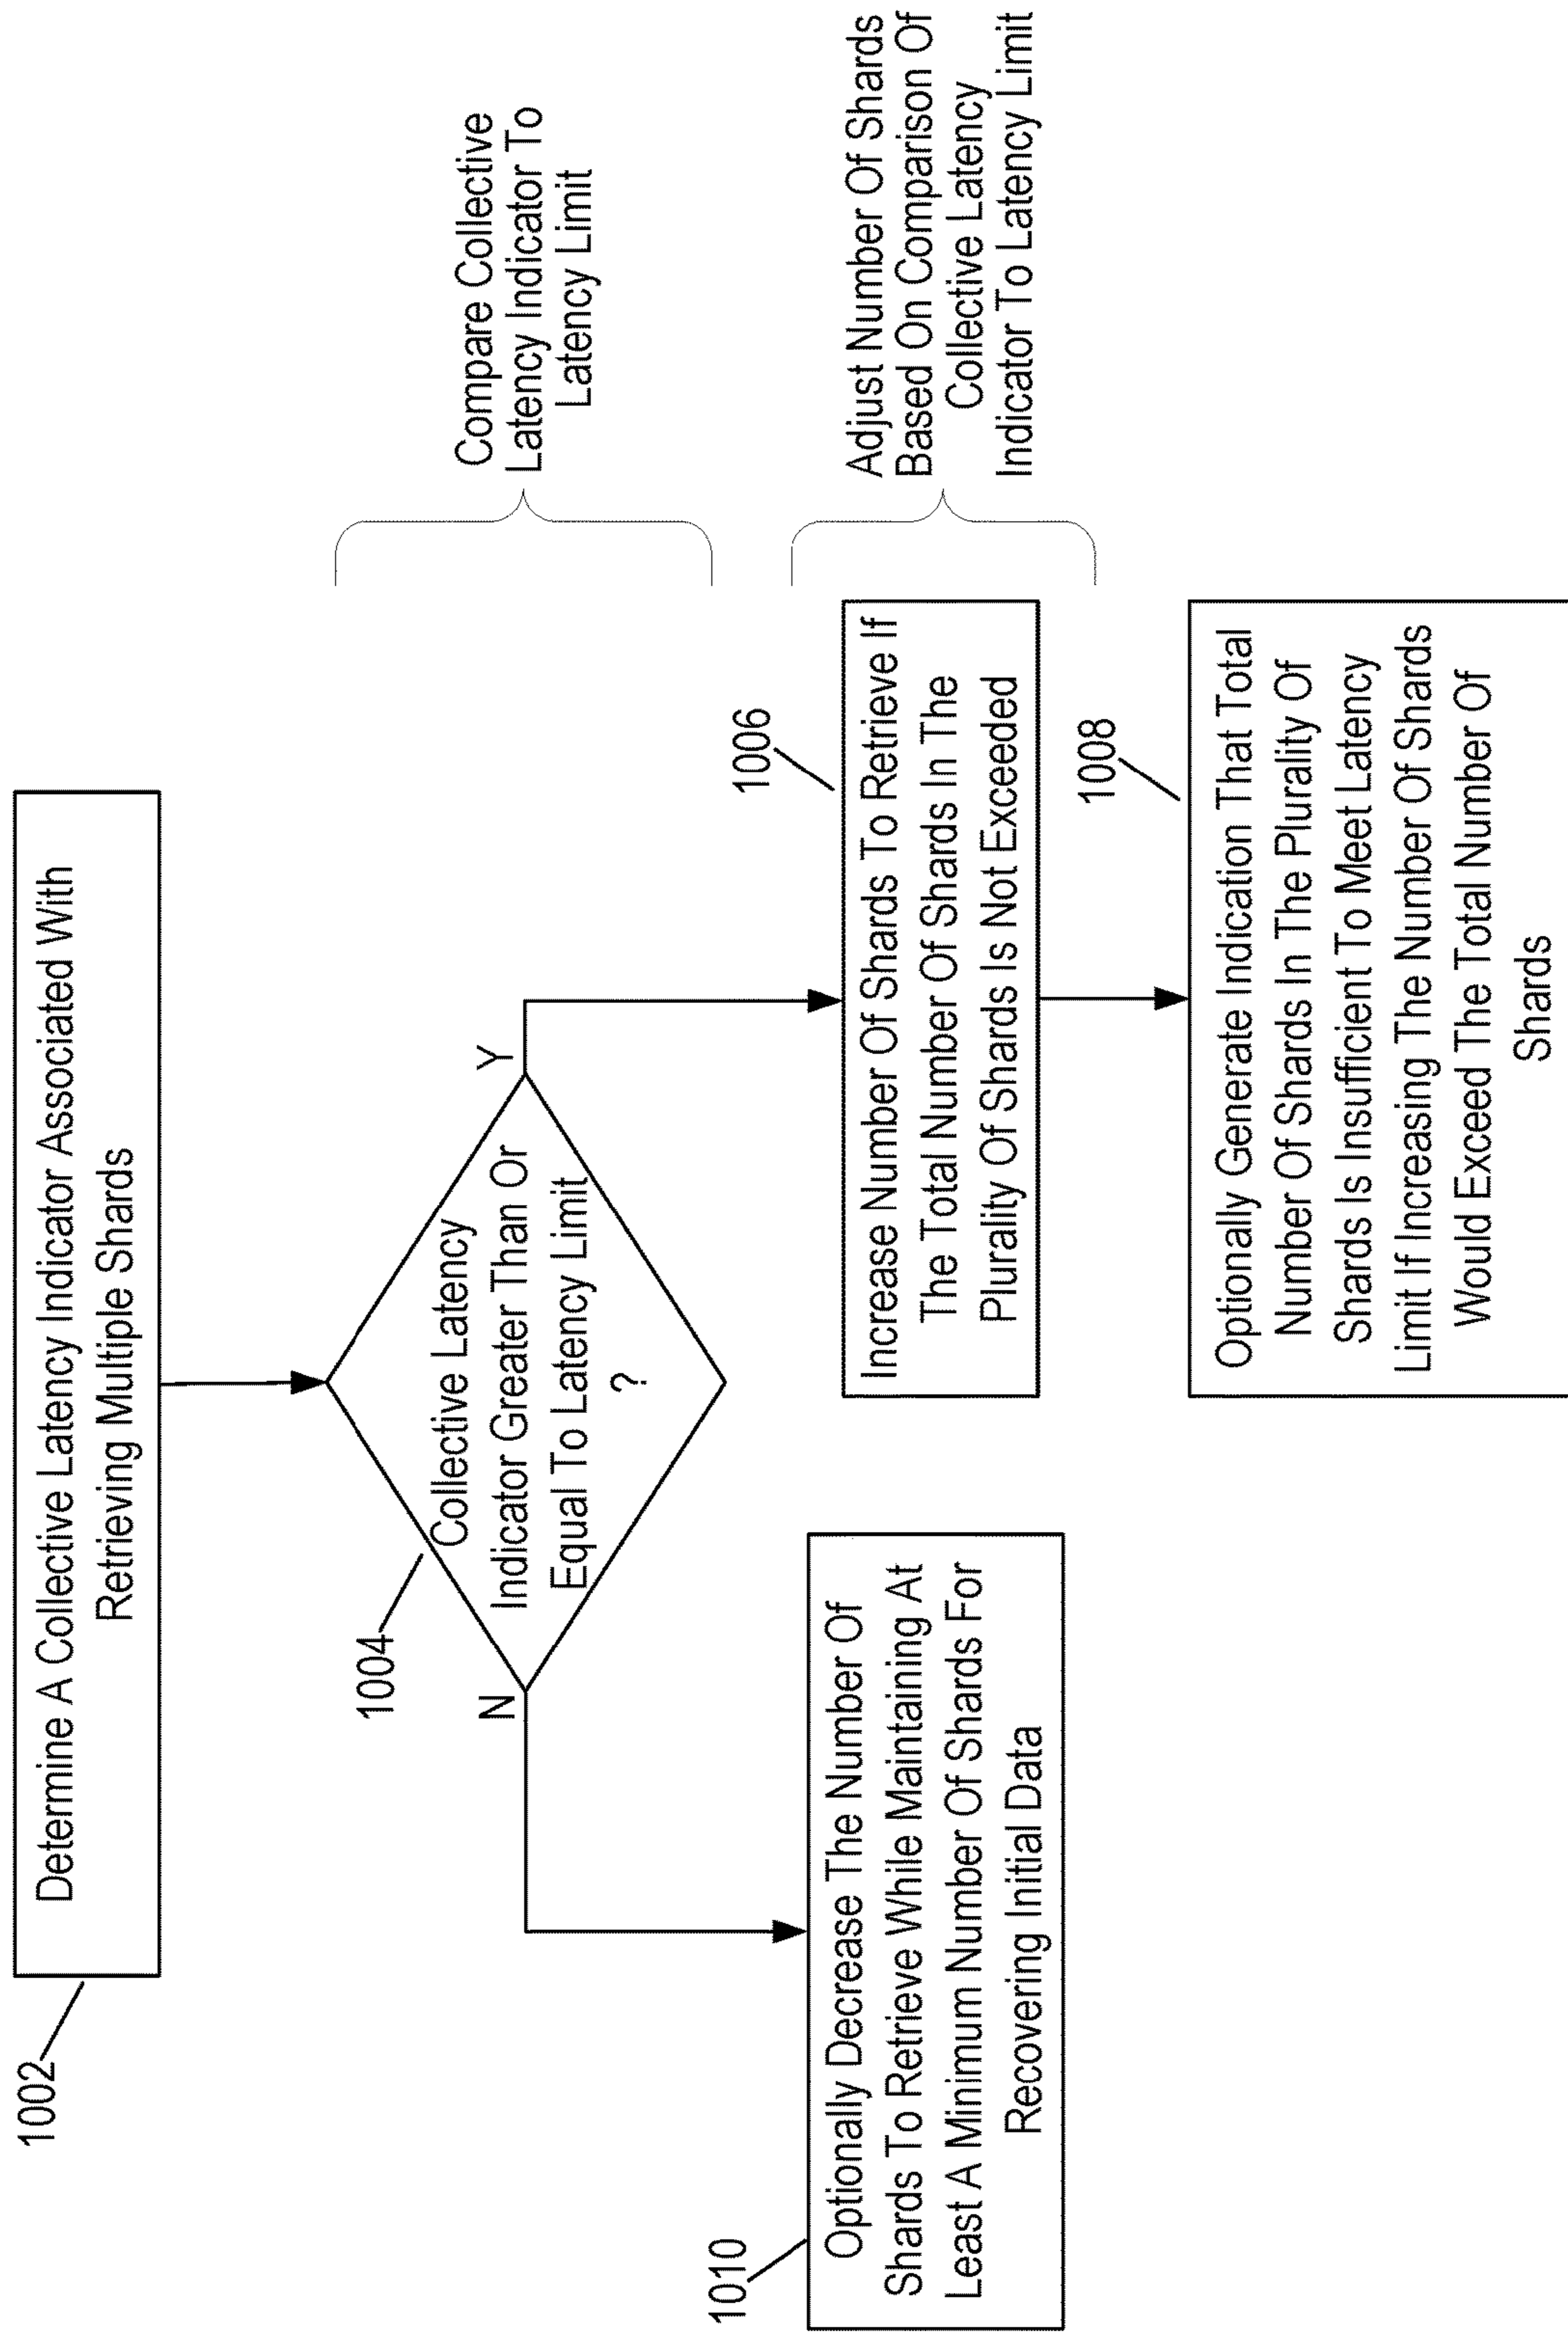 1002
Determine A Collective Latency Indicator Associated With
Retrieving Multiple Shards
1004
Collective Latency
Indicator Greater Than Or
Equal To Latency Limit
?
N
Y
Compare Collective
Latency Indicator To
Latency Limit
1010
Optionally Decrease The Number Of
Shards To Retrieve While Maintaining At
Least A Minimum Number Of Shards For
Recovering Initial Data
1006
Increase Number Of Shards To Retrieve If
The Total Number Of Shards In The
Plurality Of Shards Is Not Exceeded
Adjust Number Of Shards
Based On Comparison Of
Collective Latency
Indicator To Latency Limit
1008
Optionally Generate Indication That Total
Number Of Shards In The Plurality Of
Shards Is Insufficient To Meet Latency
Limit If Increasing The Number Of Shards
Would Exceed The Total Number Of
Shards